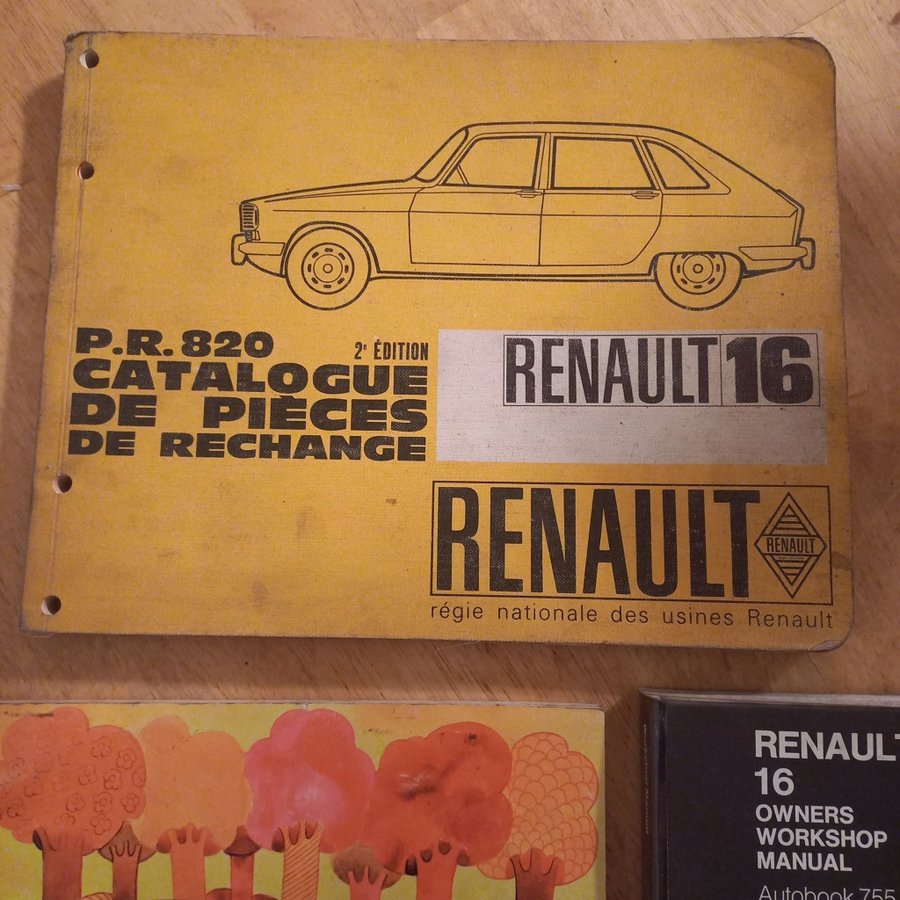 P.R. 820
2e ÉDITION
CATALOGUE
DE PIÈCES
DE RECHANGE
RENAULT 16
RENAULT
RENAULT
régie nationale des usines Renault
RENAULT
16
OWNERS
WORKSHOP
MANUAL
Autobook 755